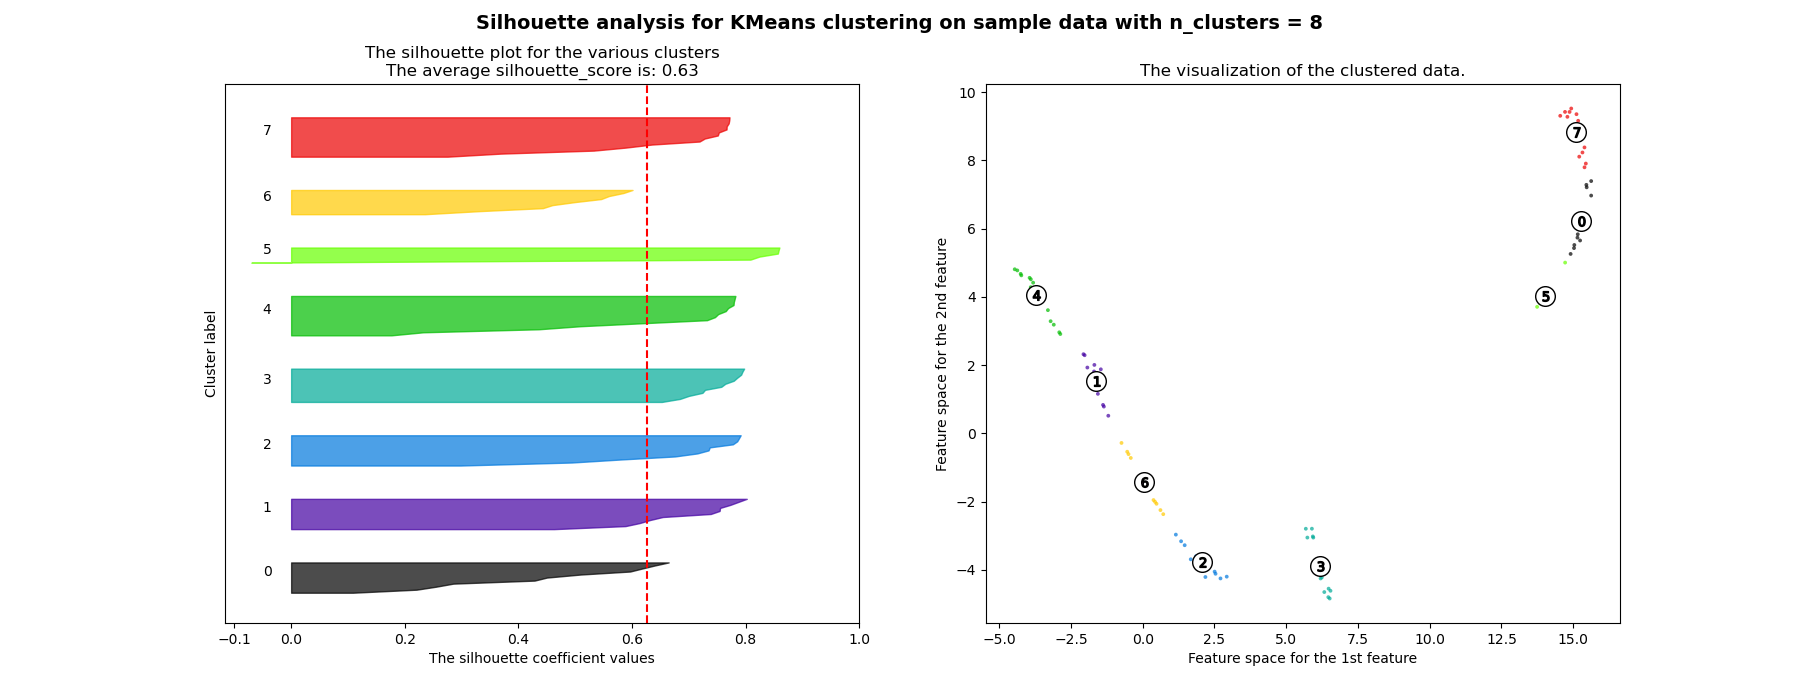 Silhouette analysis for KMeans clustering on sample data with n_clusters = 8
The silhouette plot for the various clusters
The average silhouette_score is: 0.63
7
6
5
4
3
2
1
0
Cluster label
−0.1 0.0 0.2 0.4 0.6 0.8 1.0
The silhouette coefficient values
The visualization of the clustered data.
10
8
6
4
2
0
−2
−4
Feature space for the 2nd feature
7
0
5
4
1
6
2
3
−5.0 −2.5 0.0 2.5 5.0 7.5 10.0 12.5 15.0
Feature space for the 1st feature